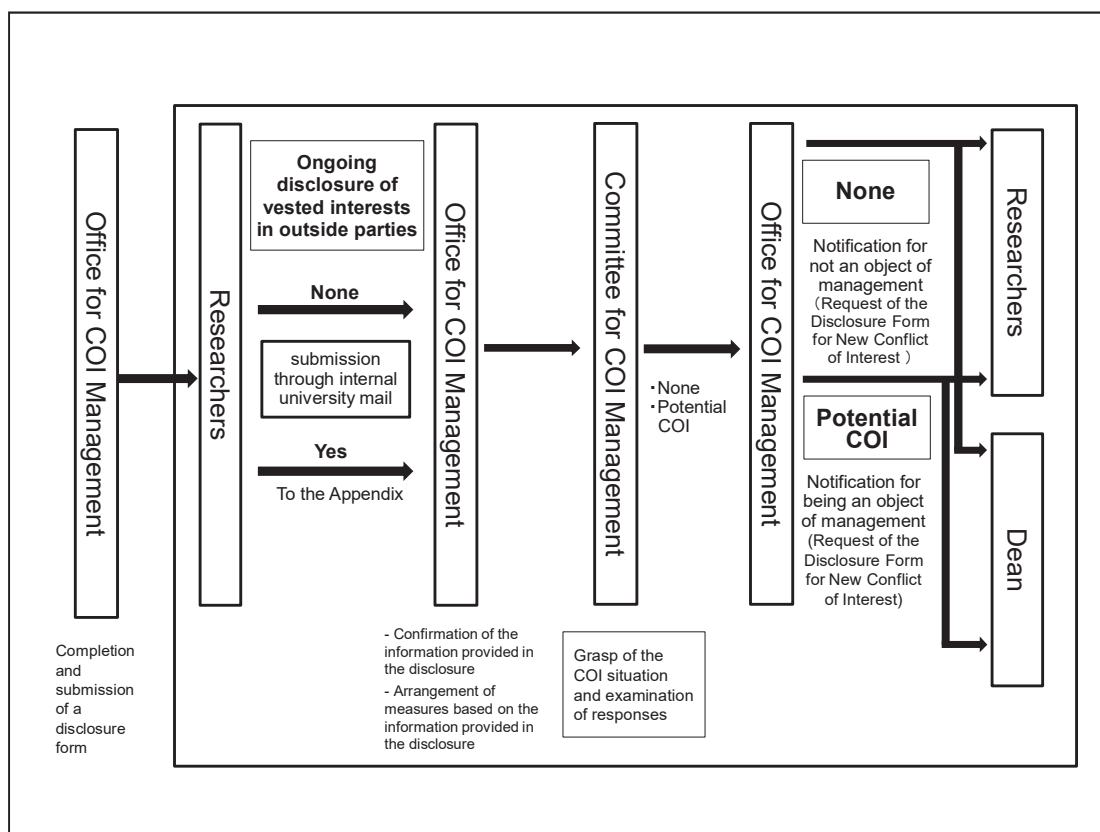 Office for COI Management
Completion
and
submission
of a
disclosure
form
Researchers
Ongoing
disclosure of
vested interests
in outside parties
None
submission
through internal
university mail
Yes
To the Appendix
Office for COI Management
- Confirmation of the
information provided in
the disclosure
- Arrangement of
measures based on the
information provided in
the disclosure
Committee for COI Management
Grasp of the
COI situation
and examination
of responses
・None
・Potential
COI
Office for COI Management
None
Notification for
not an object of
management
（Request of the
Disclosure Form
for New Conflict
of Interest ）
Potential
COI
Notification for
being an object
of management
(Request of the
Disclosure Form
for New Conflict
of Interest)
Researchers
Dean